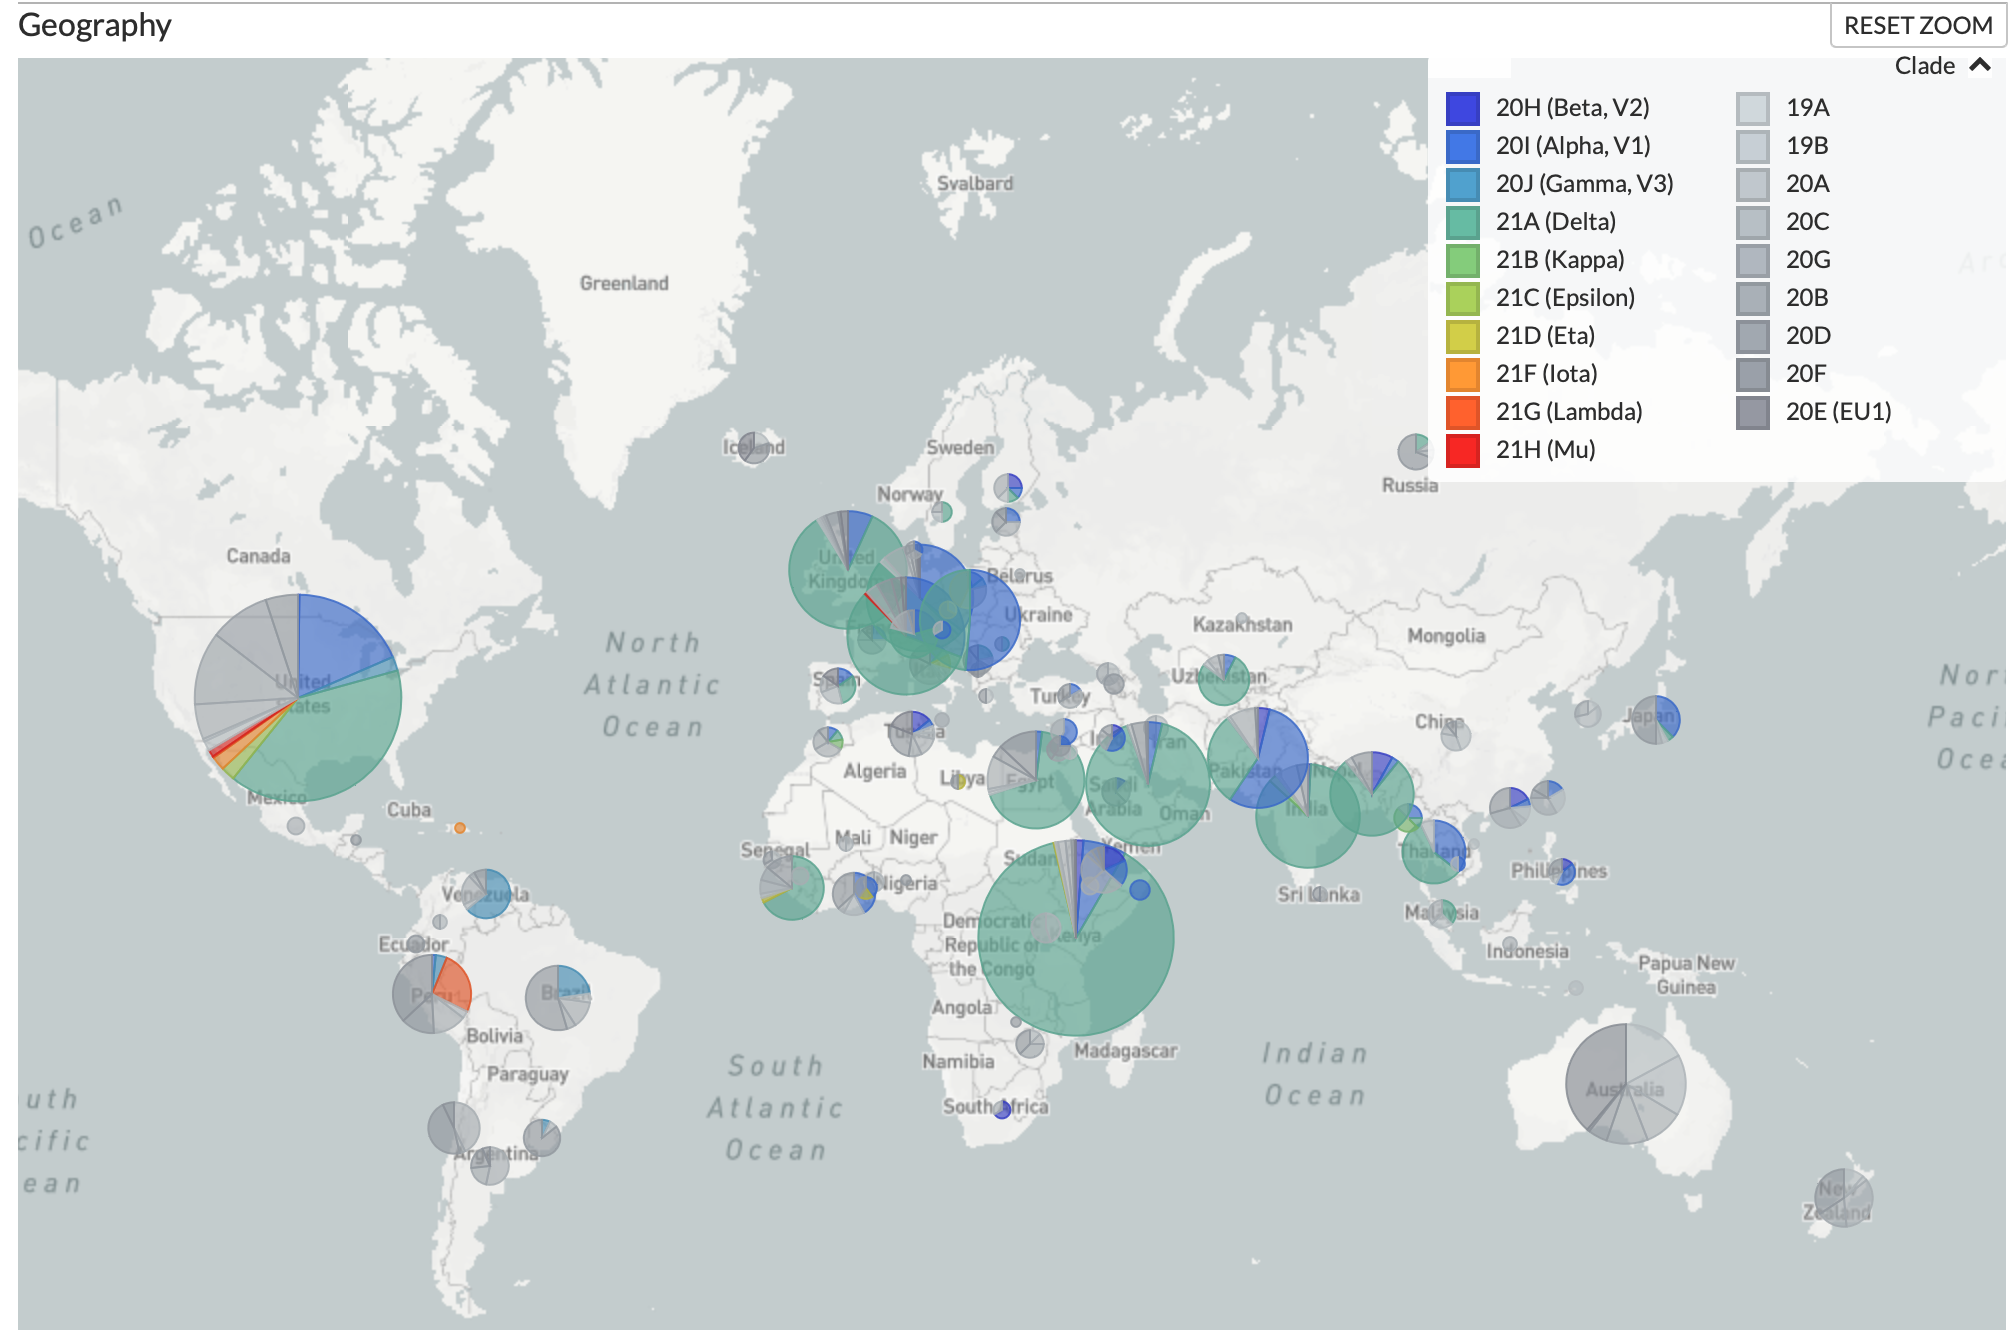 Geography
RESET ZOOM
Clade
20H (Beta, V2)
20I (Alpha, V1)
20J (Gamma, V3)
21A (Delta)
21B (Kappa)
21C (Epsilon)
21D (Eta)
21F (Iota)
21G (Lambda)
21H (Mu)
19A
19B
20A
20C
20G
20B
20D
20F
20E (EU1)
Ocean
Svalbard
Greenland
Iceland
Sweden
Norway
Russia
Canada
United
Kingdom
Belarus
Ukraine
Kazakhstan
Mongolia
North
Atlantic
Ocean
United
States
Spain
Turkey
Uzbekistan
China
Japan
Nor
Paci
Ocea
Tunisia
Algeria
Libya
Egypt
Iran
Saudi
Arabia
Oman
Pakistan
Nepal
India
Mexico
Cuba
Mali
Niger
Senegal
Nigeria
Sudan
Yemen
Thailand
Philippines
Sri Lanka
Malaysia
Indonesia
Papua New
Guinea
Venezuela
Ecuador
Peru
Brazil
Bolivia
Paraguay
Argentina
Democratic
Republic of
the Congo
Kenya
Angola
Namibia
Madagascar
South Africa
South
Atlantic
Ocean
Indian
Ocean
Australia
New
Zealand
uth
cific
ean